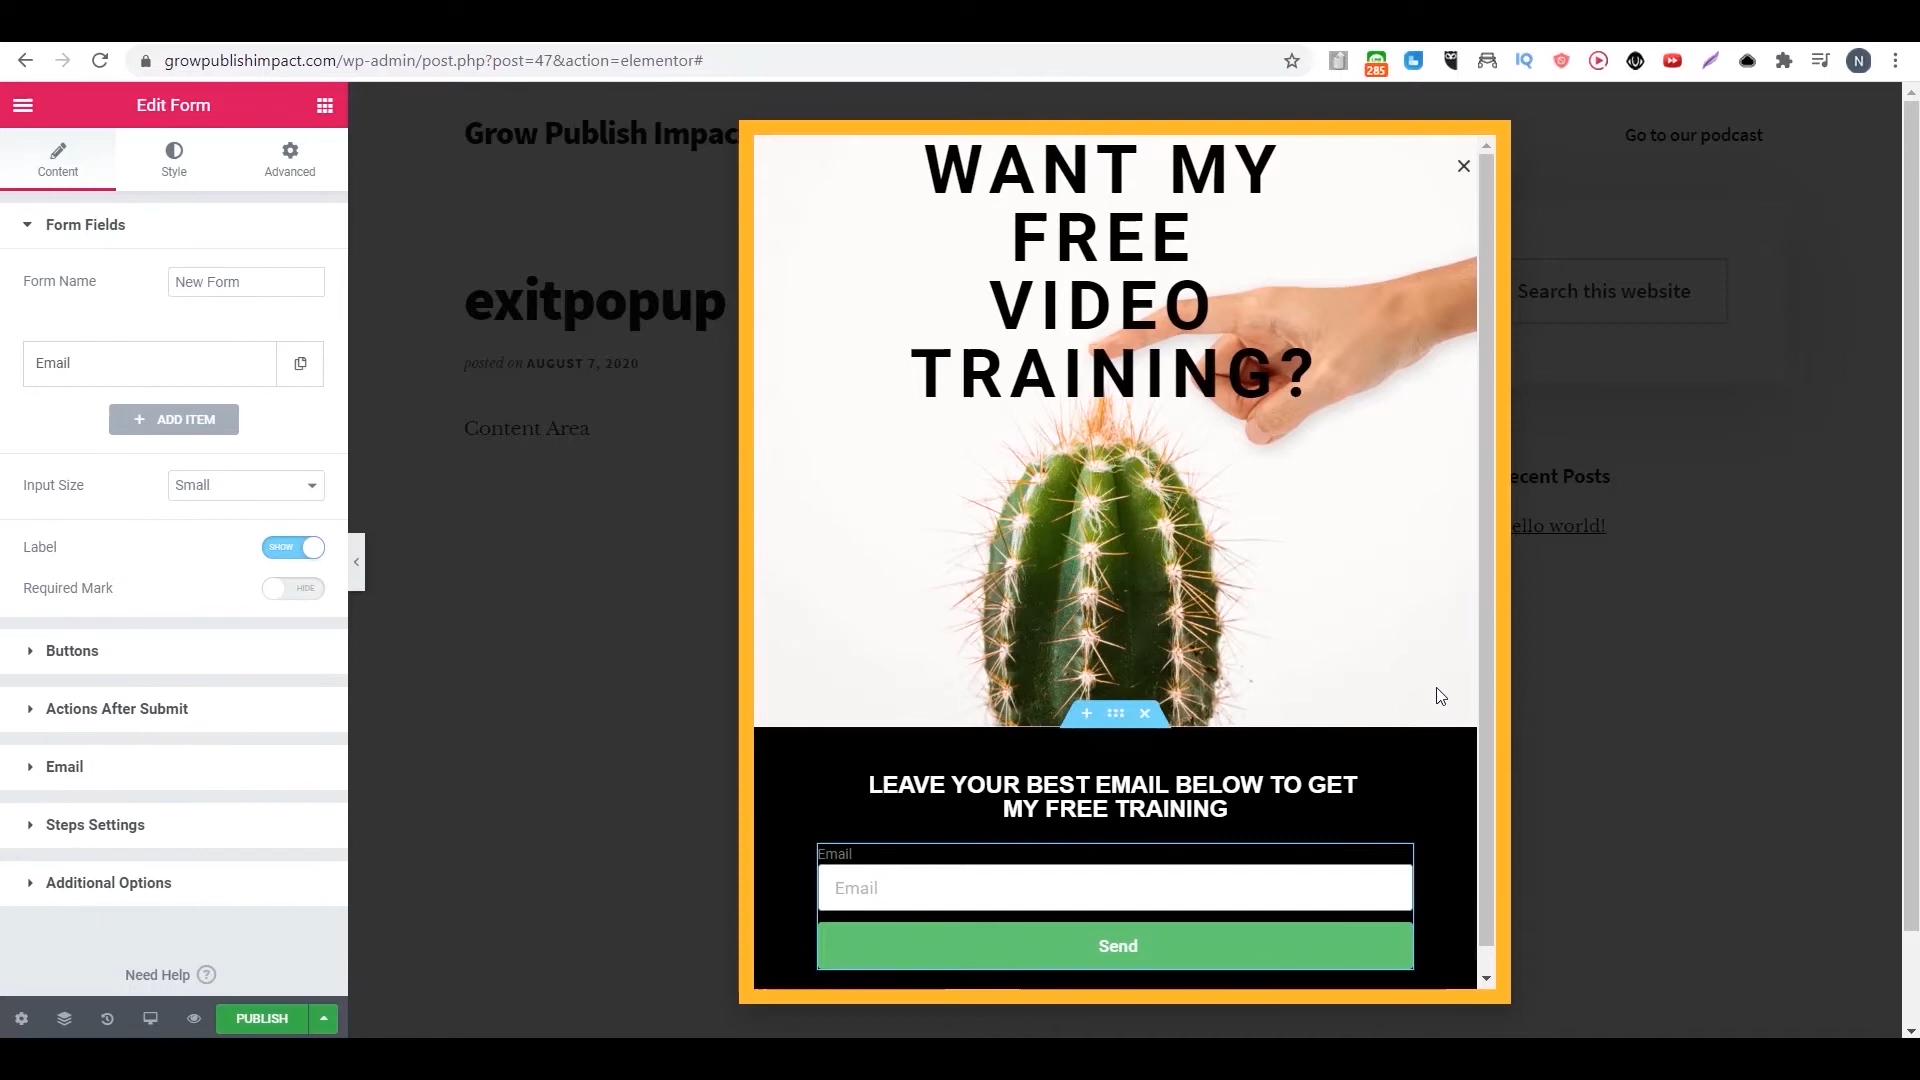 growpublishimpact.com/wp-admin/post.php?post=47&action=elementor#
285
IQ
N
Edit Form
Content
Style
Advanced
Form Fields
Form Name
New Form
Email
+ ADD ITEM
Input Size
Small
Label
SHOW
Required Mark
HIDE
Buttons
Actions After Submit
Email
Steps Settings
Additional Options
Need Help ?
PUBLISH
Grow Publish Impac
Go to our podcast
exitpopup
posted on AUGUST 7, 2020
Content Area
Search this website
ecent Posts
ello world!
WANT MY
FREE
VIDEO
TRAINING?
LEAVE YOUR BEST EMAIL BELOW TO GET
MY FREE TRAINING
Email
Email
Send